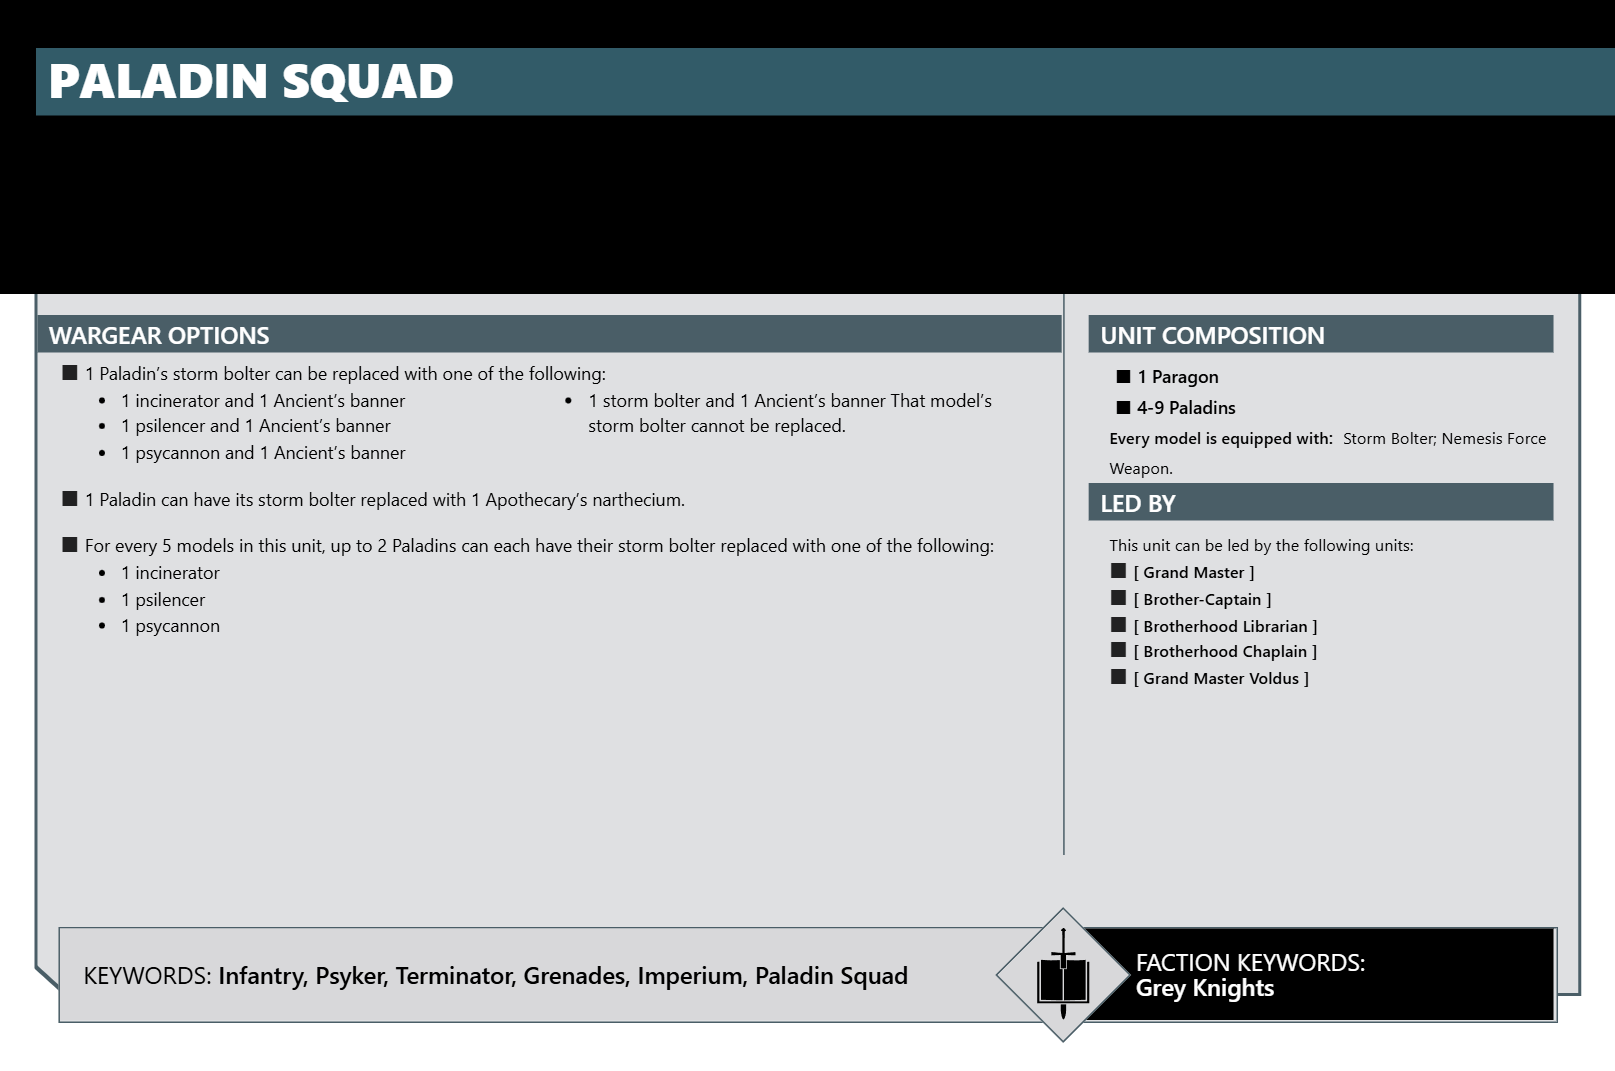 PALADIN SQUAD
WARGEAR OPTIONS
1 Paladin’s storm bolter can be replaced with one of the following:
• 1 incinerator and 1 Ancient’s banner
• 1 psilencer and 1 Ancient’s banner
• 1 psycannon and 1 Ancient’s banner
• 1 storm bolter and 1 Ancient’s banner That model’s
storm bolter cannot be replaced.
1 Paladin can have its storm bolter replaced with 1 Apothecary’s narthecium.
For every 5 models in this unit, up to 2 Paladins can each have their storm bolter replaced with one of the following:
• 1 incinerator
• 1 psilencer
• 1 psycannon
UNIT COMPOSITION
■ 1 Paragon
■ 4-9 Paladins
Every model is equipped with: Storm Bolter; Nemesis Force
Weapon.
LED BY
This unit can be led by the following units:
[ Grand Master ]
[ Brother-Captain ]
[ Brotherhood Librarian ]
[ Brotherhood Chaplain ]
[ Grand Master Voldus ]
KEYWORDS: Infantry, Psyker, Terminator, Grenades, Imperium, Paladin Squad
FACTION KEYWORDS:
Grey Knights